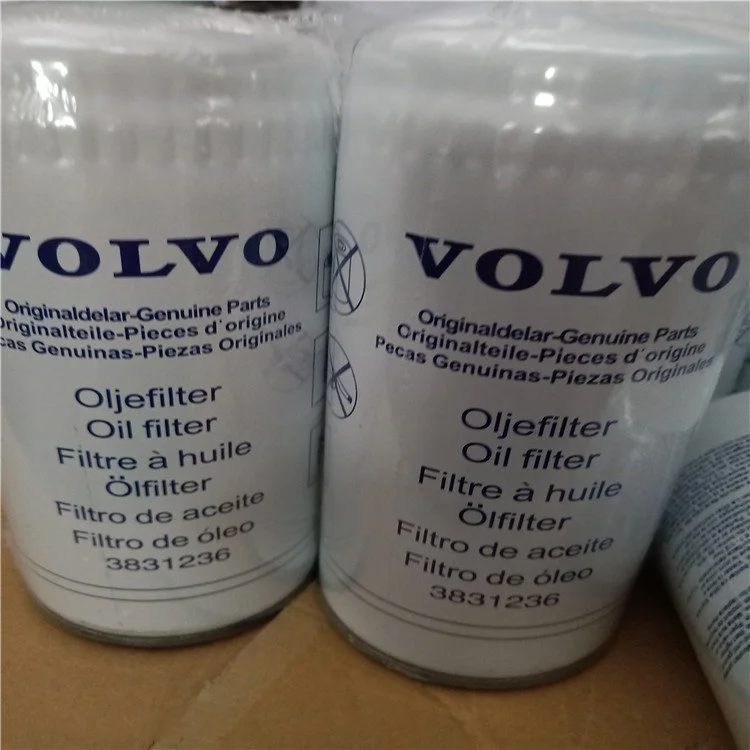 VOLVO
Originaldelar-Genuine Parts
Originalteile-Pieces d'origine
Genuinas-Piezas Originales
Oljefilter
Oil filter
Filtre à huile
Ölfilter
Filtro de aceite
Filtro de óleo
3831236
VOLVO
Originaldelar-Genuine Parts
Originalteile-Pieces d'origine
Pecas Genuinas-Piezas Originales
Oljefilter
Oil filter
Filtre à huile
Ölfilter
Filtro de aceite
Filtro de óleo
3831236